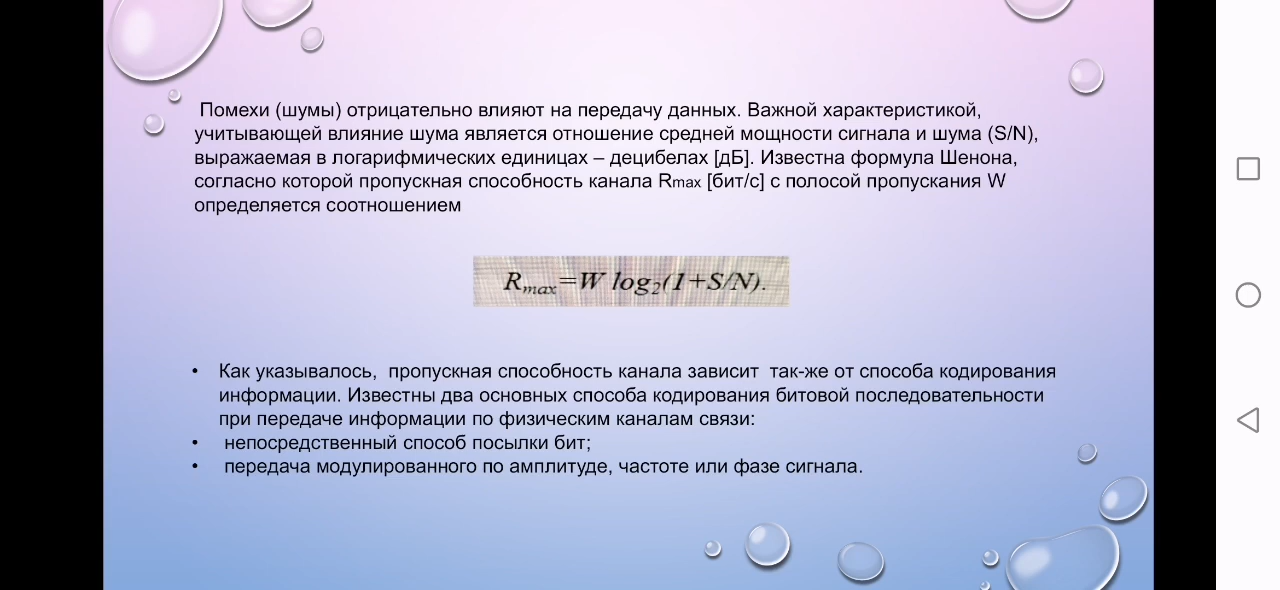 Помехи (шумы) отрицательно влияют на передачу данных. Важной характеристикой,
учитывающей влияние шума является отношение средней мощности сигнала и шума (S/N),
выражаемая в логарифмических единицах – децибелах [дБ]. Известна формула Шенона,
согласно которой пропускная способность канала Rmax [бит/с] с полосой пропускания W
определяется соотношением
Rmax=W log2(1+S/N).
• Как указывалось, пропускная способность канала зависит так-же от способа кодирования
информации. Известны два основных способа кодирования битовой последовательности
при передаче информации по физическим каналам связи:
• непосредственный способ посылки бит;
• передача модулированного по амплитуде, частоте или фазе сигнала.